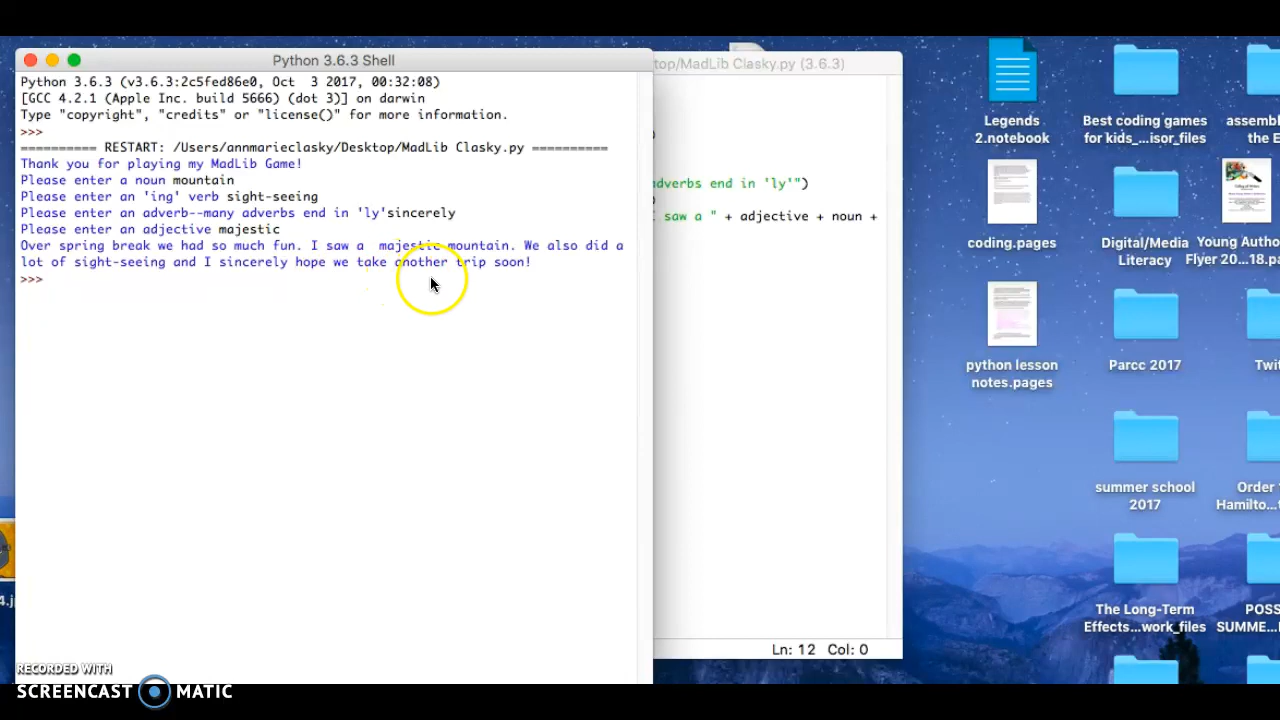 Python 3.6.3 Shell
Python 3.6.3 (v3.6.3:2c5fed86e0, Oct  3 2017, 00:32:08)
[GCC 4.2.1 (Apple Inc. build 5666) (dot 3)] on darwin
Type "copyright", "credits" or "license()" for more information.
>>>
========== RESTART: /Users/annmarieclasky/Desktop/MadLib Clasky.py ==========
Thank you for playing my MadLib Game!
Please enter a noun mountain
Please enter an 'ing' verb sight-seeing
Please enter an adverb--many adverbs end in 'ly'sincerely
Please enter an adjective majestic
Over spring break we had so much fun. I saw a  majestic mountain. We also did a
lot of sight-seeing and I sincerely hope we take another trip soon!
>>>
top/MadLib Clasky.py (3.6.3)
)
adverbs end in 'ly'")
)
I saw a " + adjective + noun +
Ln: 12 Col: 0
Legends
2.notebook
Best coding games
for kids_...isor_files
assemb
the E
coding.pages
Digital/Media
Literacy
Young Autho
Flyer 20...18.pa
python lesson
notes.pages
Parcc 2017
Twi
summer school
2017
Order
Hamilto...t
The Long-Term
Effects...work_files
POSS
SUMME
4.j
RECORDED WITH
SCREENCAST MATIC